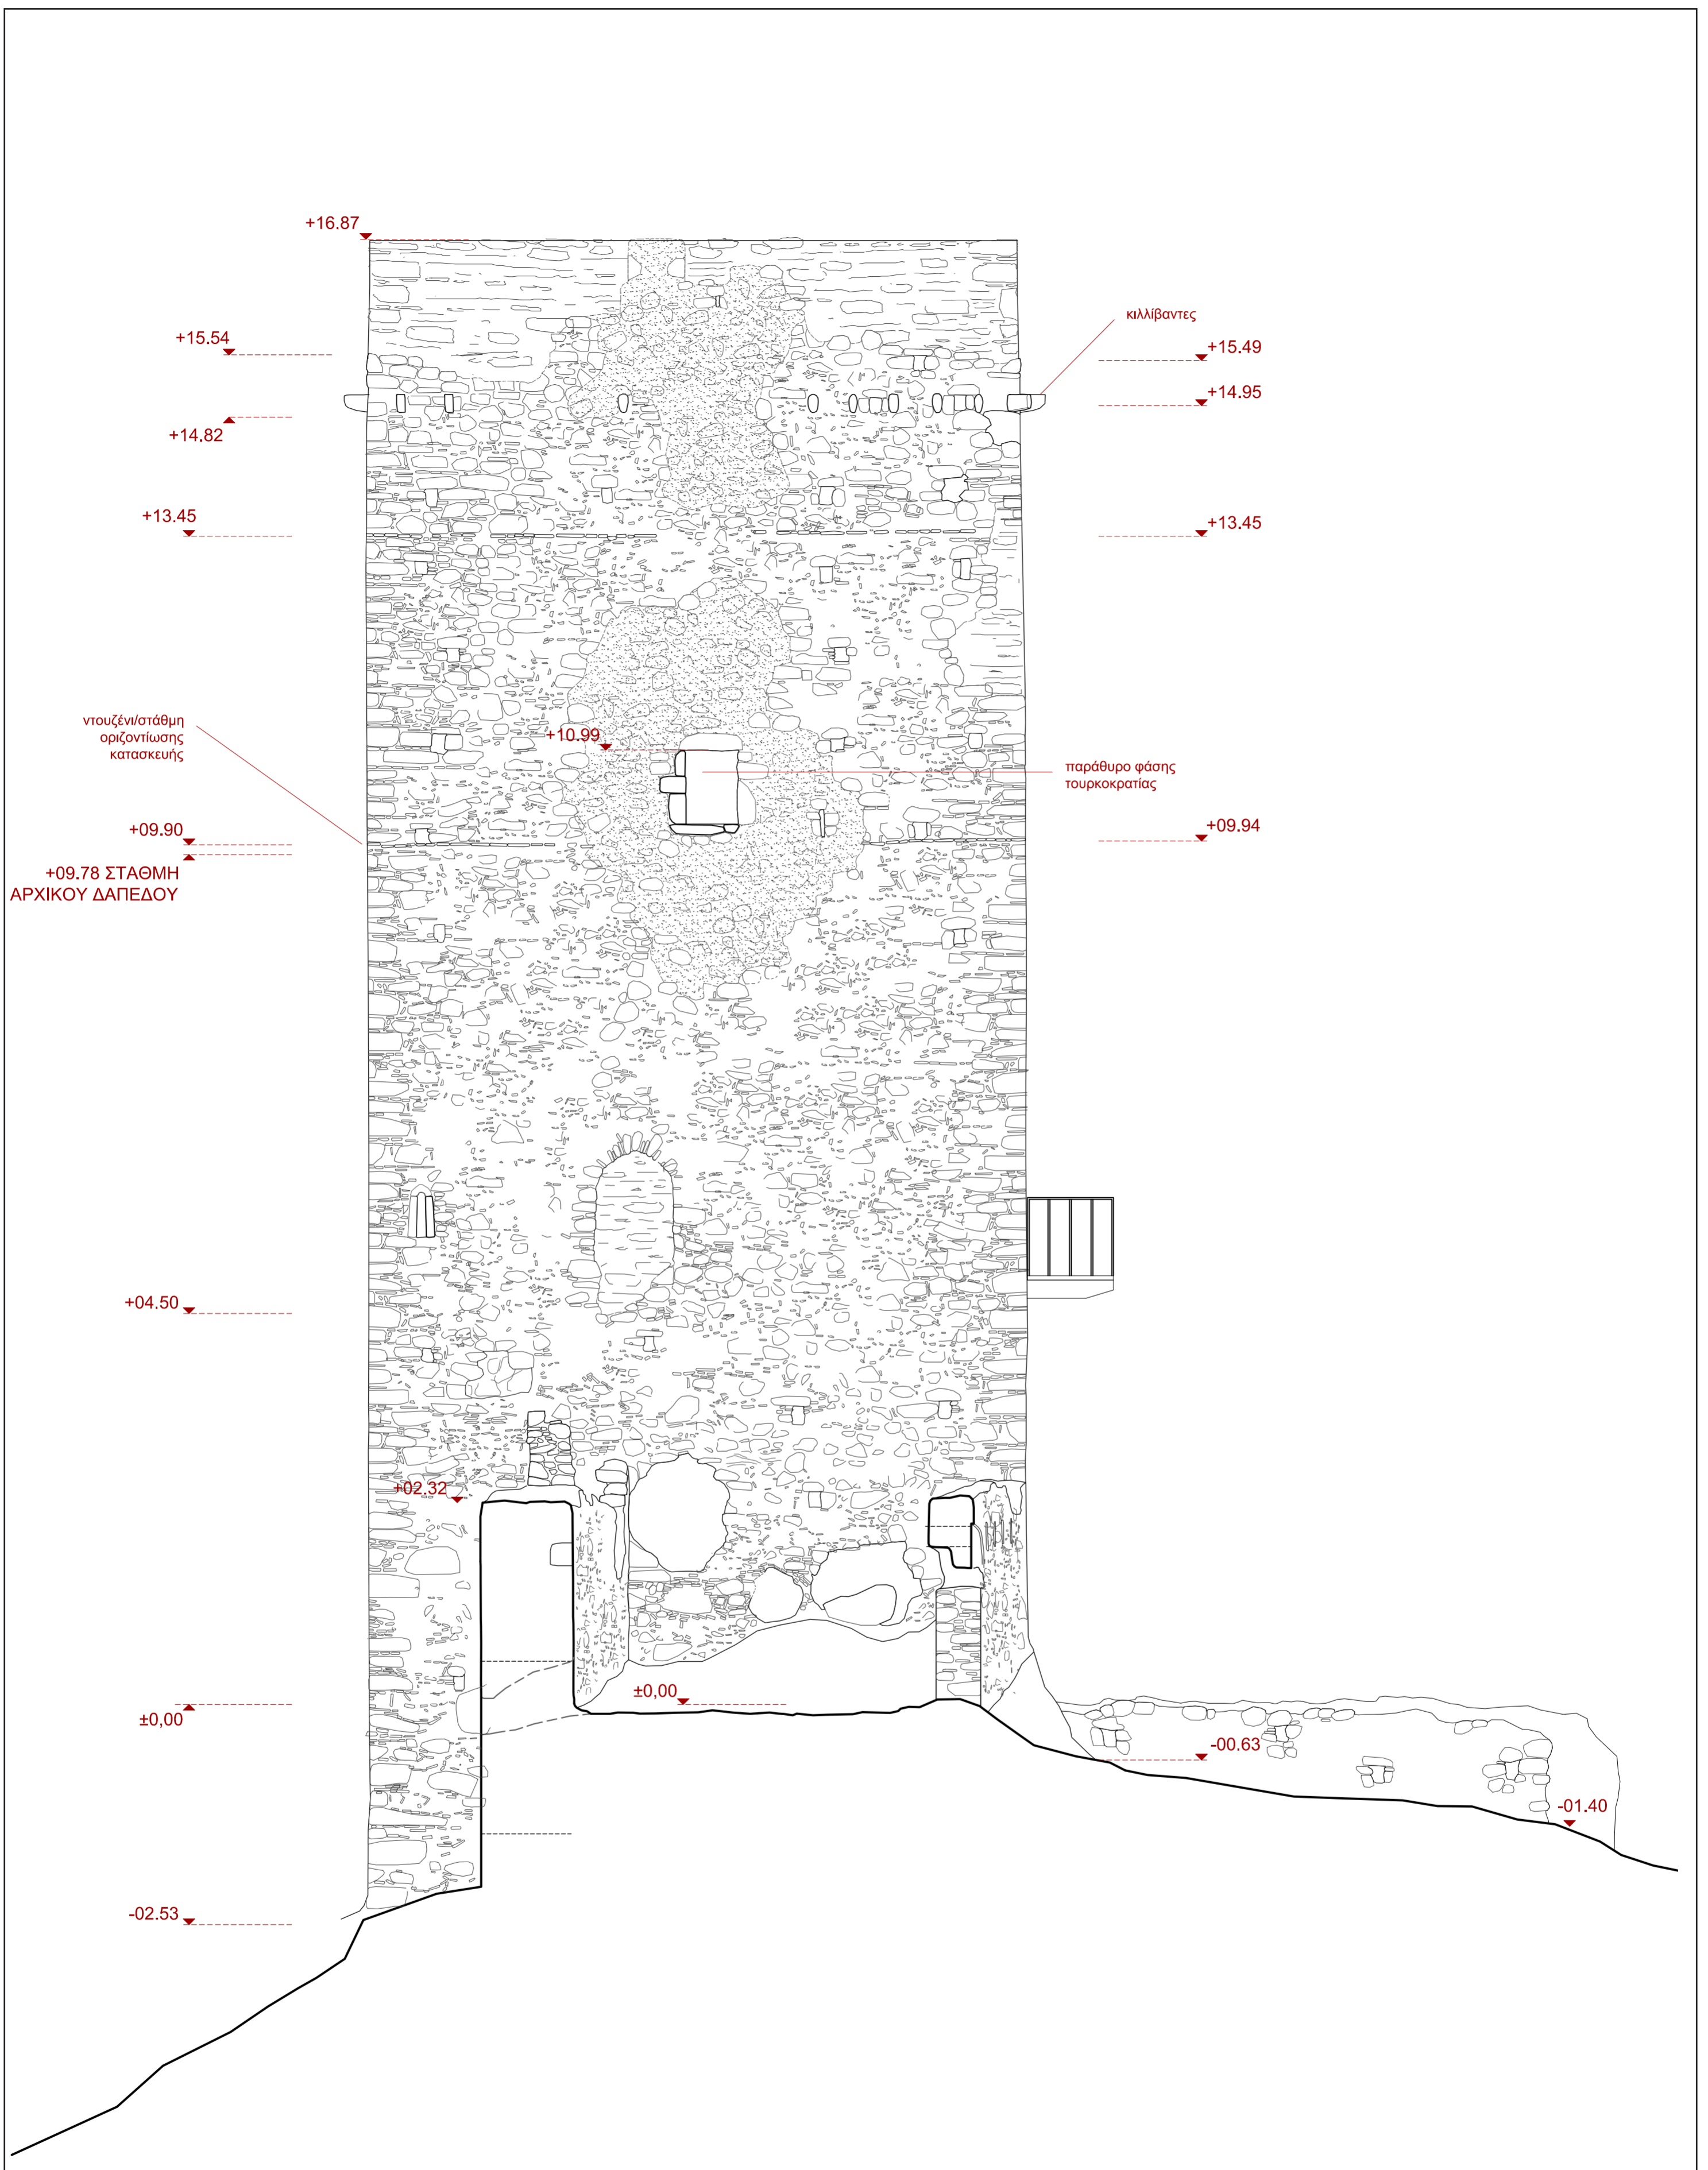 +16.87
κιλλίβαντες
+15.54
+15.49
+14.95
+14.82
+13.45
+13.45
ντουζένι/στάθμη
οριζοντίωσης
κατασκευής
+10.99
παράθυρο φάσης
τουρκοκρατίας
+09.90
+09.94
+09.78 ΣΤΑΘΜΗ
ΑΡΧΙΚΟΥ ΔΑΠΕΔΟΥ
+04.50
+02.32
±0,00
±0,00
-00.63
-01.40
-02.53